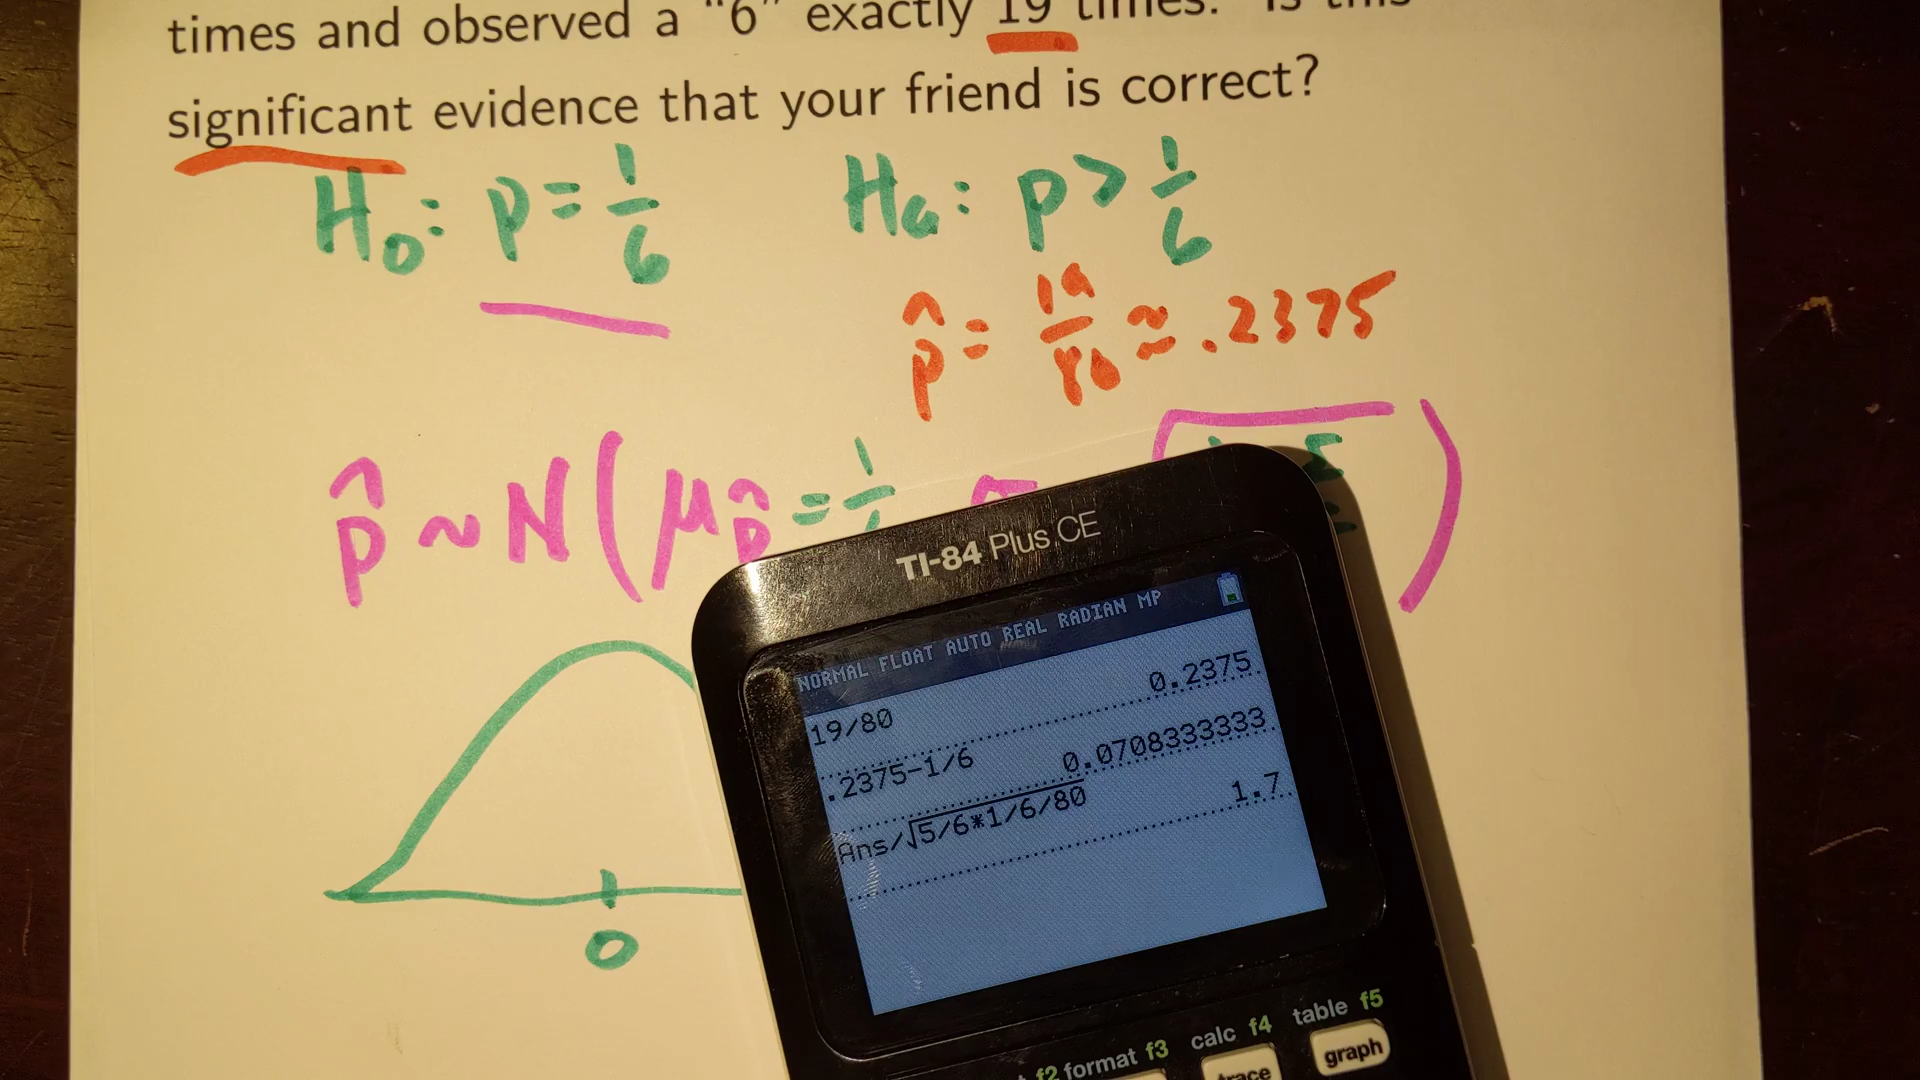 times and observed a “6” exactly 19 times. Is this
significant evidence that your friend is correct?
H₀: p = 1/6 Hₐ: p > 1/6
p̂ = 19/80 ≈ .2375
p̂ ~ N(μp̂ = 1/
TI-84 Plus CE
NORMAL FLOAT AUTO REAL RADIAN MP
19/80
0.2375
.2375-1/6
0.0708333333
Ans/√5/6*1/6/80
1.7
0
f2 format f3 calc f4 table f5
trace graph